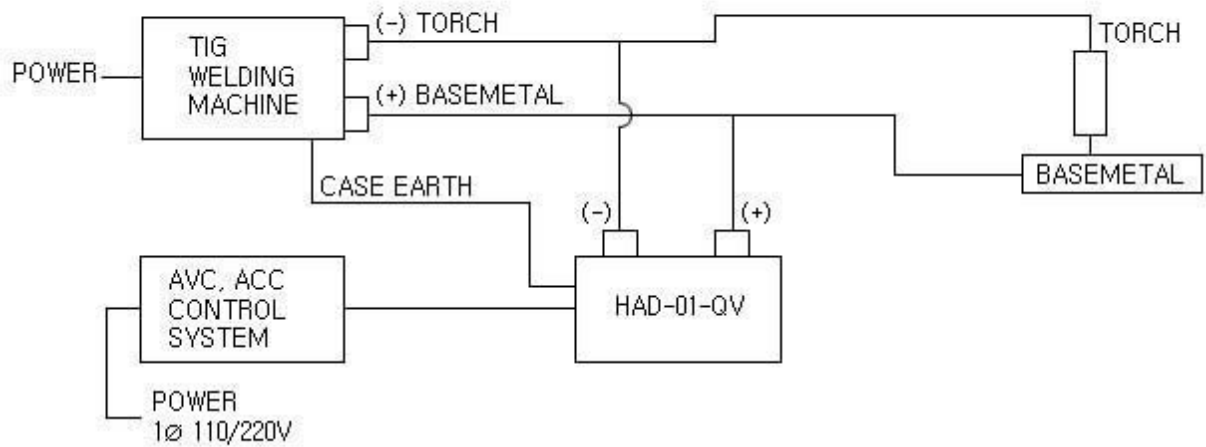 (-) TORCH
TORCH
TIG
WELDING
MACHINE
POWER
(+) BASEMETAL
BASEMETAL
CASE EARTH
(-)
(+)
AVC, ACC
CONTROL
SYSTEM
HAD-01-QV
POWER
1ø 110/220V